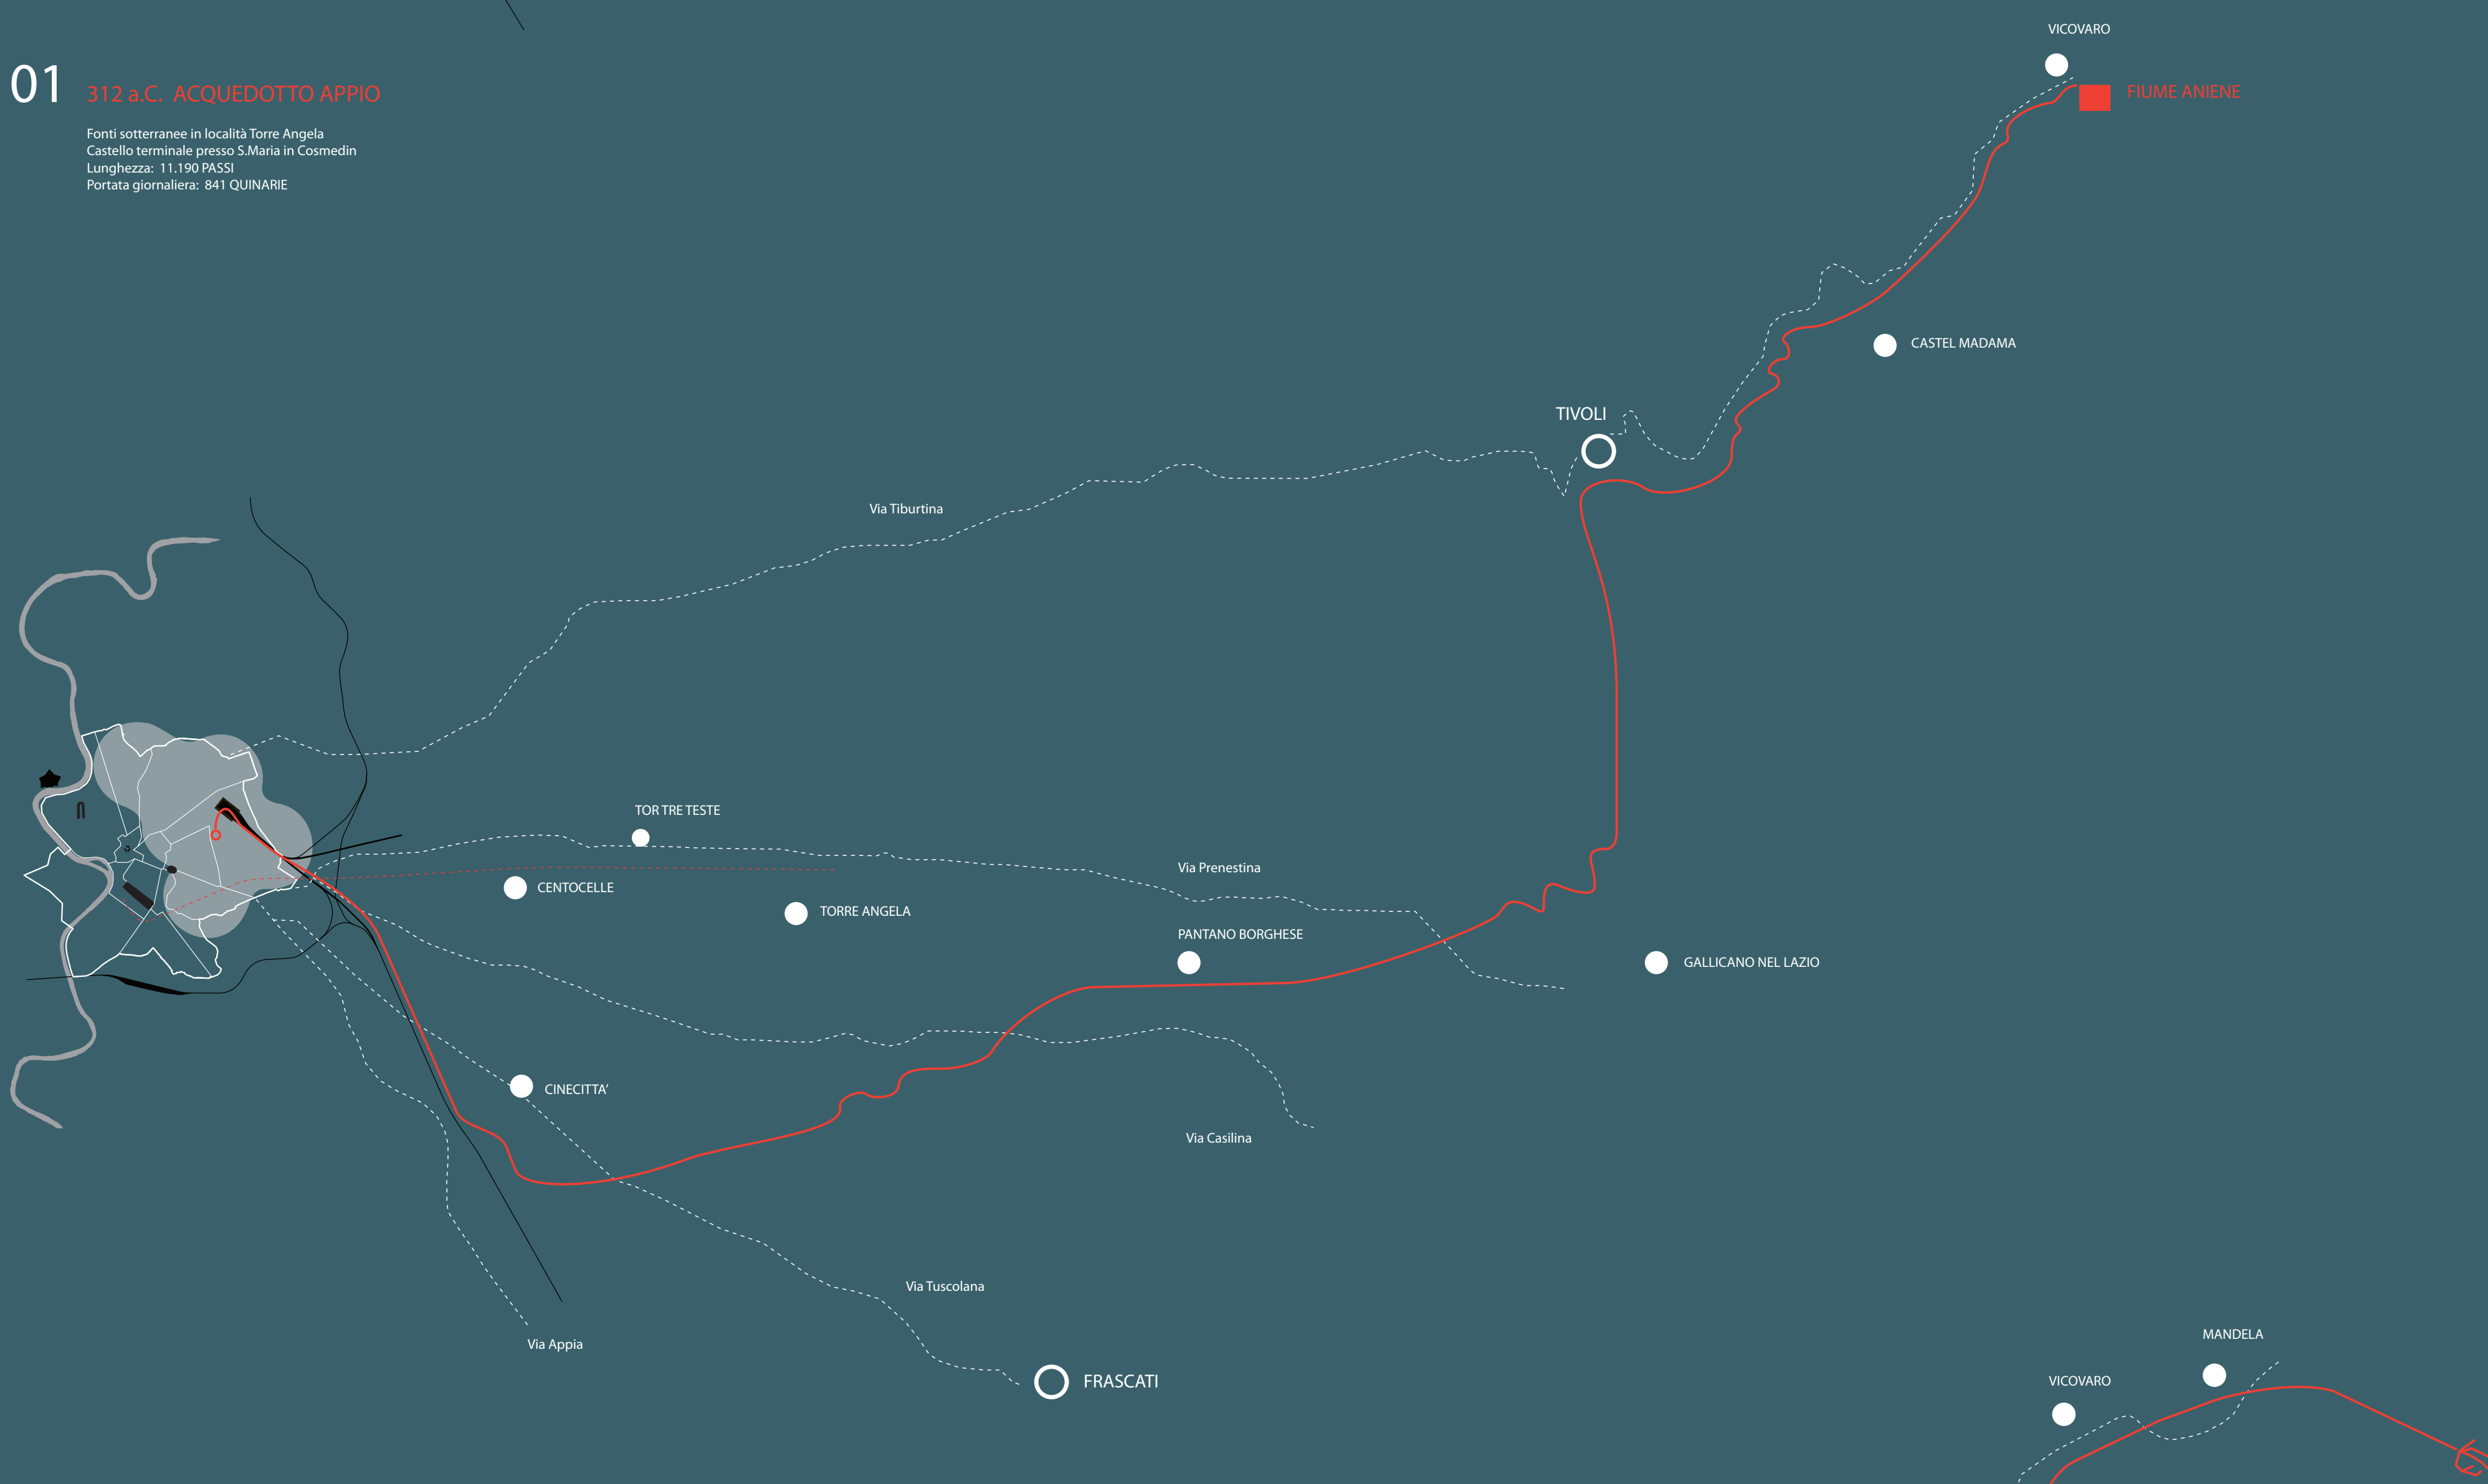 01
312 a.C. ACQUEDOTTO APPIO
Fonti sotterranee in località Torre Angela
Castello terminale presso S.Maria in Cosmedin
Lunghezza: 11.190 PASSI
Portata giornaliera: 841 QUINARIE
VICOVARO
FIUME ANIENE
CASTEL MADAMA
TIVOLI
Via Tiburtina
TOR TRE TESTE
Via Prenestina
CENTOCELLE
TORRE ANGELA
PANTANO BORGHESE
GALLICANO NEL LAZIO
CINECITTA'
Via Casilina
Via Tuscolana
Via Appia
FRASCATI
MANDELA
VICOVARO